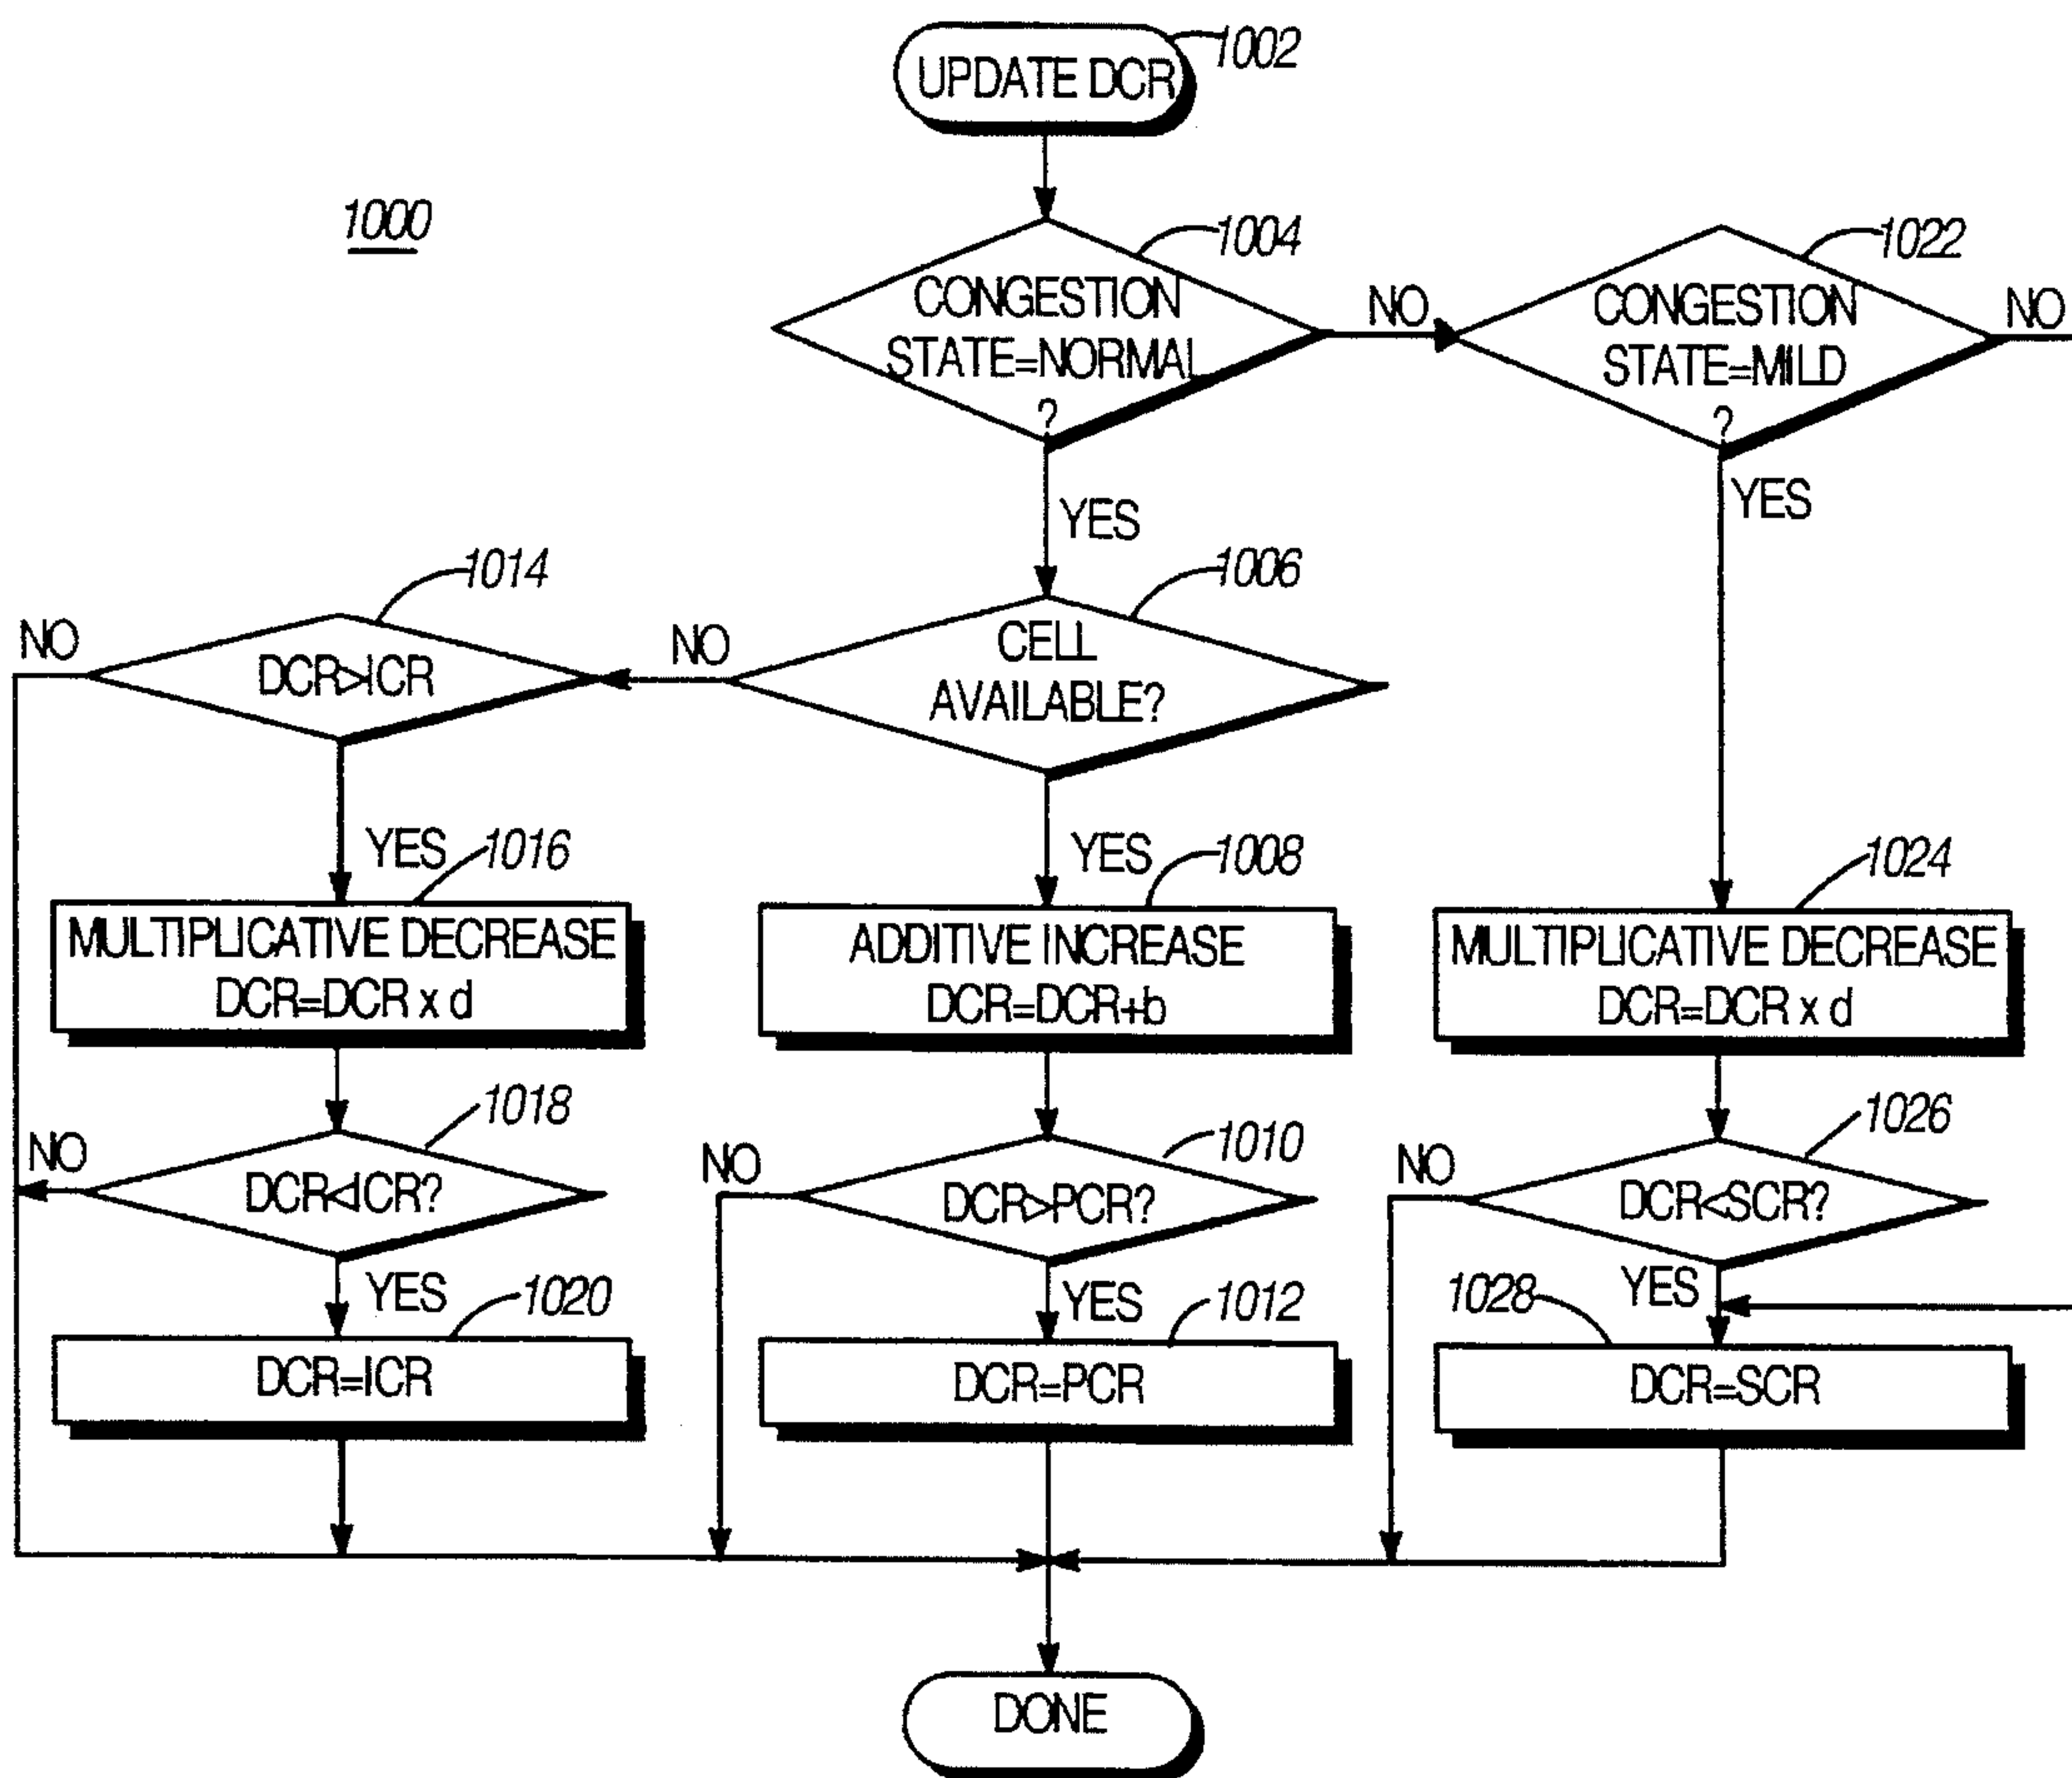 UPDATE DCR
1002
1000
1004
CONGESTION
STATE=NORMAL
?
NO
1022
CONGESTION
STATE=MILD
?
NO
YES
YES
1014
DCR>ICR
NO
1006
CELL
AVAILABLE?
NO
YES
1016
MULTIPLICATIVE DECREASE
DCR=DCR x d
YES
1008
ADDITIVE INCREASE
DCR=DCR+b
1024
MULTIPLICATIVE DECREASE
DCR=DCR x d
1018
NO
DCR<ICR?
1010
NO
DCR>PCR?
1026
NO
DCR<SCR?
YES
1020
DCR=ICR
YES
1012
DCR=PCR
1028
YES
DCR=SCR
DONE